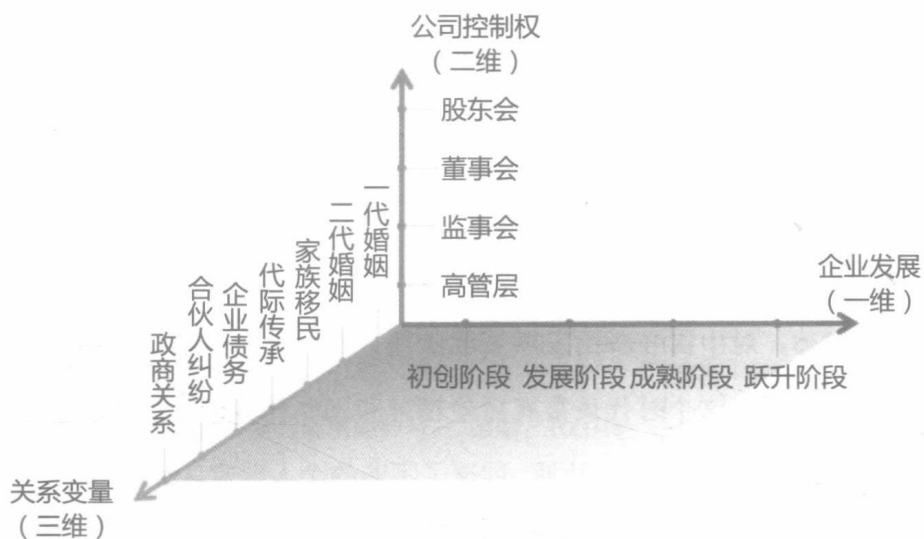 公司控制权
（二维）
股东会
董事会
监事会
高管层
企业发展
（一维）
初创阶段
发展阶段
成熟阶段
跃升阶段
一代婚姻
二代婚姻
家族移民
代际传承
企业债务
合伙人纠纷
政商关系
关系变量
（三维）